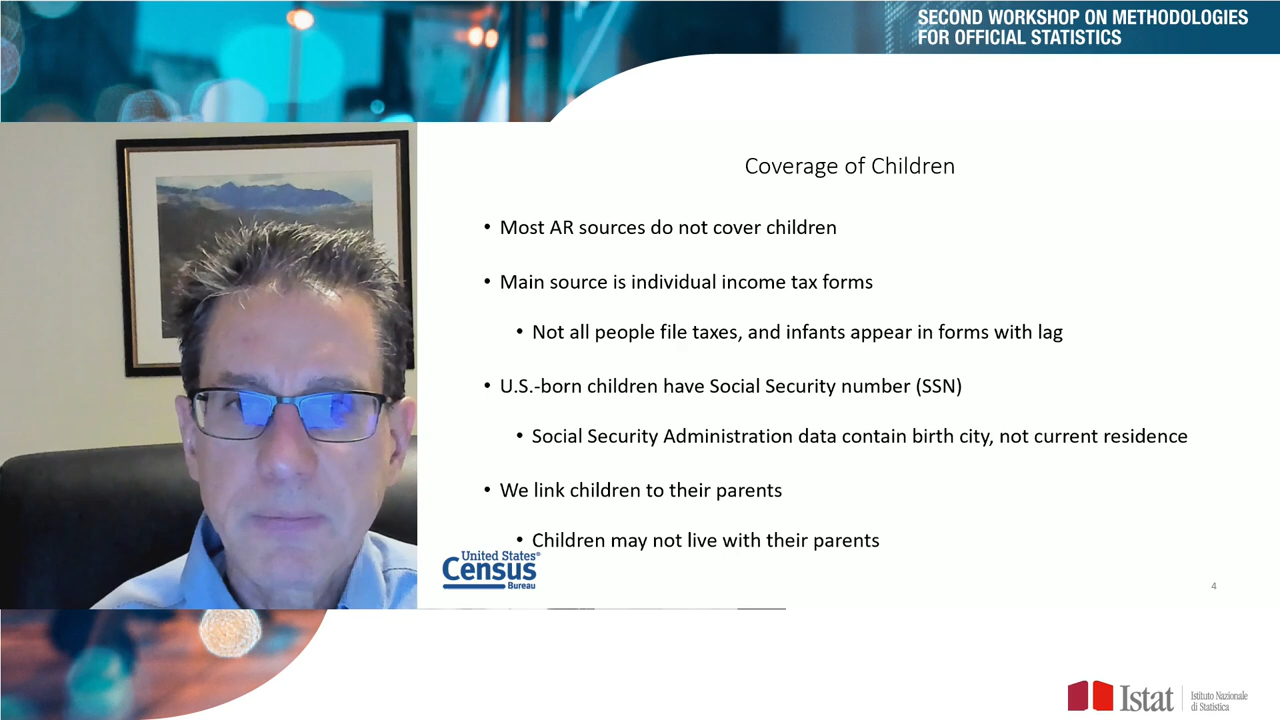 SECOND WORKSHOP ON METHODOLOGIES
FOR OFFICIAL STATISTICS
Coverage of Children
• Most AR sources do not cover children
• Main source is individual income tax forms
• Not all people file taxes, and infants appear in forms with lag
• U.S.-born children have Social Security number (SSN)
• Social Security Administration data contain birth city, not current residence
• We link children to their parents
• Children may not live with their parents
United States®
Census
Bureau
4
Istat
Istituto Nazionale
di Statistica